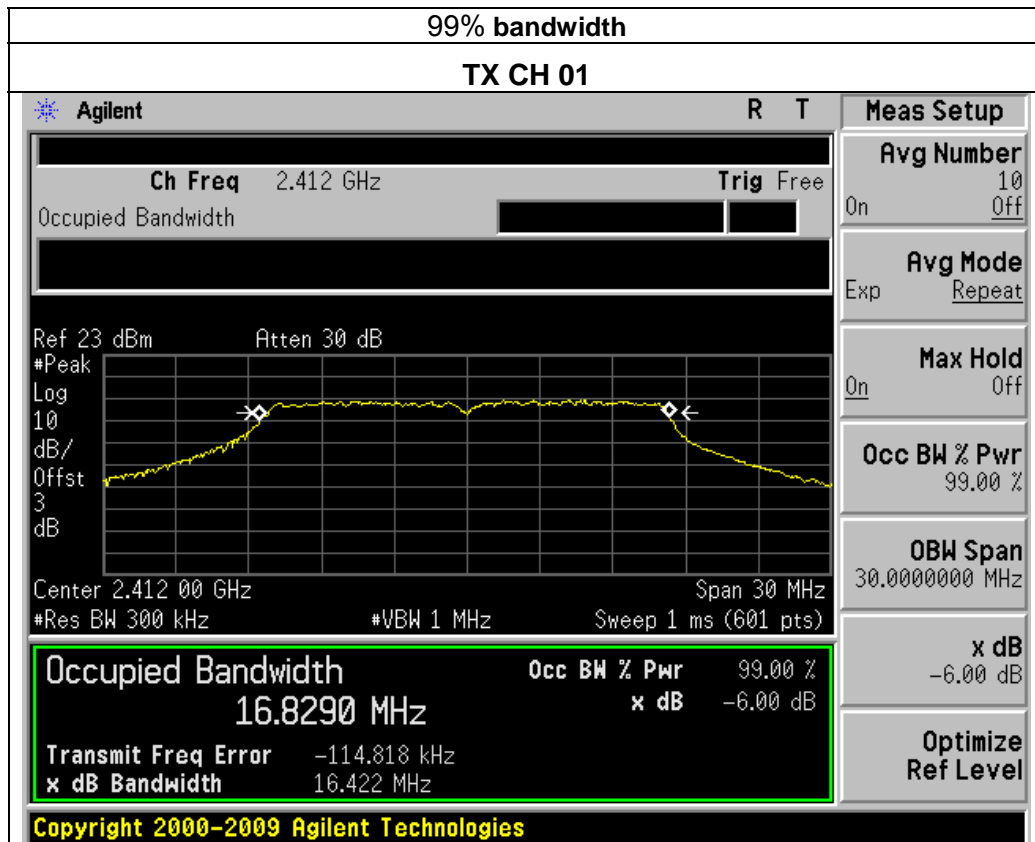 99% bandwidth
TX CH 01
Agilent R T
Ch Freq 2.412 GHz Trig Free
Occupied Bandwidth
Ref 23 dBm Atten 30 dB
#Peak
Log
10
dB/
Offst
3
dB
Center 2.412 00 GHz Span 30 MHz
#Res BW 300 kHz #VBW 1 MHz Sweep 1 ms (601 pts)
Occupied Bandwidth Occ BW % Pwr 99.00 %
16.8290 MHz x dB -6.00 dB
Transmit Freq Error -114.818 kHz
x dB Bandwidth 16.422 MHz
Copyright 2000-2009 Agilent Technologies
Meas Setup
Avg Number
10
On Off
Avg Mode
Exp Repeat
Max Hold
On Off
Occ BW % Pwr
99.00 %
OBW Span
30.0000000 MHz
x dB
-6.00 dB
Optimize
Ref Level